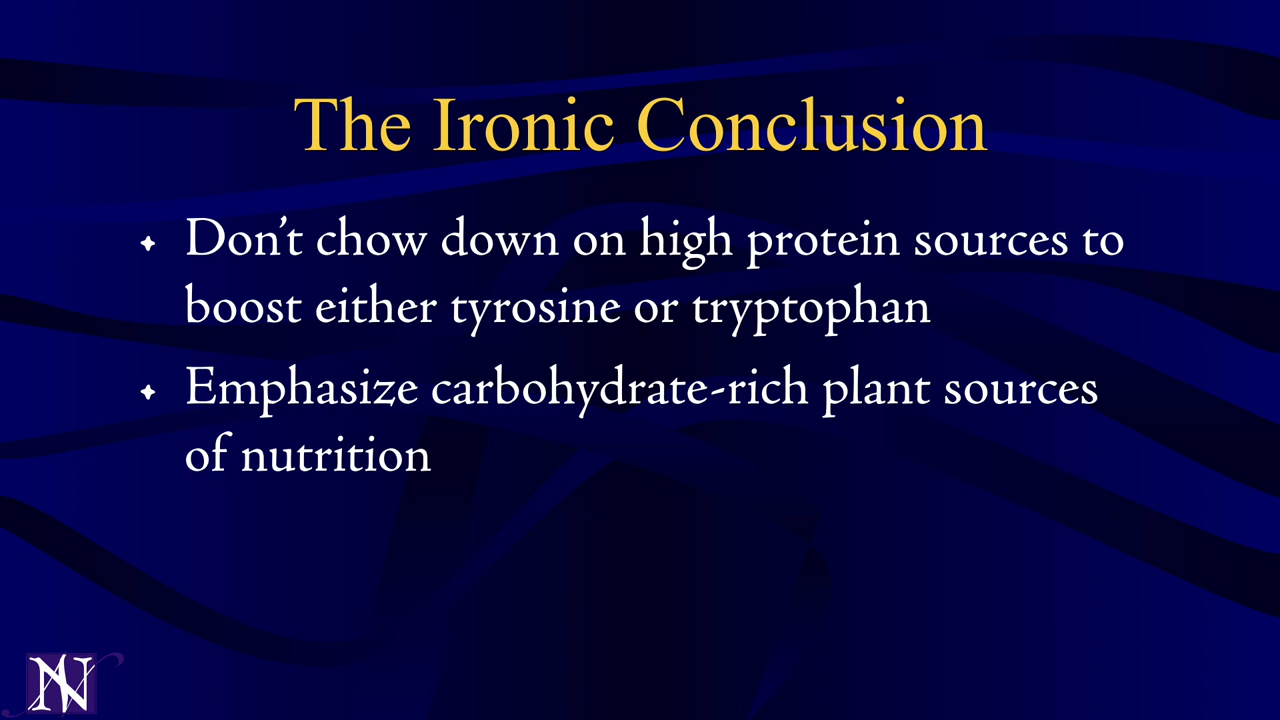 The Ironic Conclusion
Don’t chow down on high protein sources to
boost either tyrosine or tryptophan
Emphasize carbohydrate-rich plant sources
of nutrition